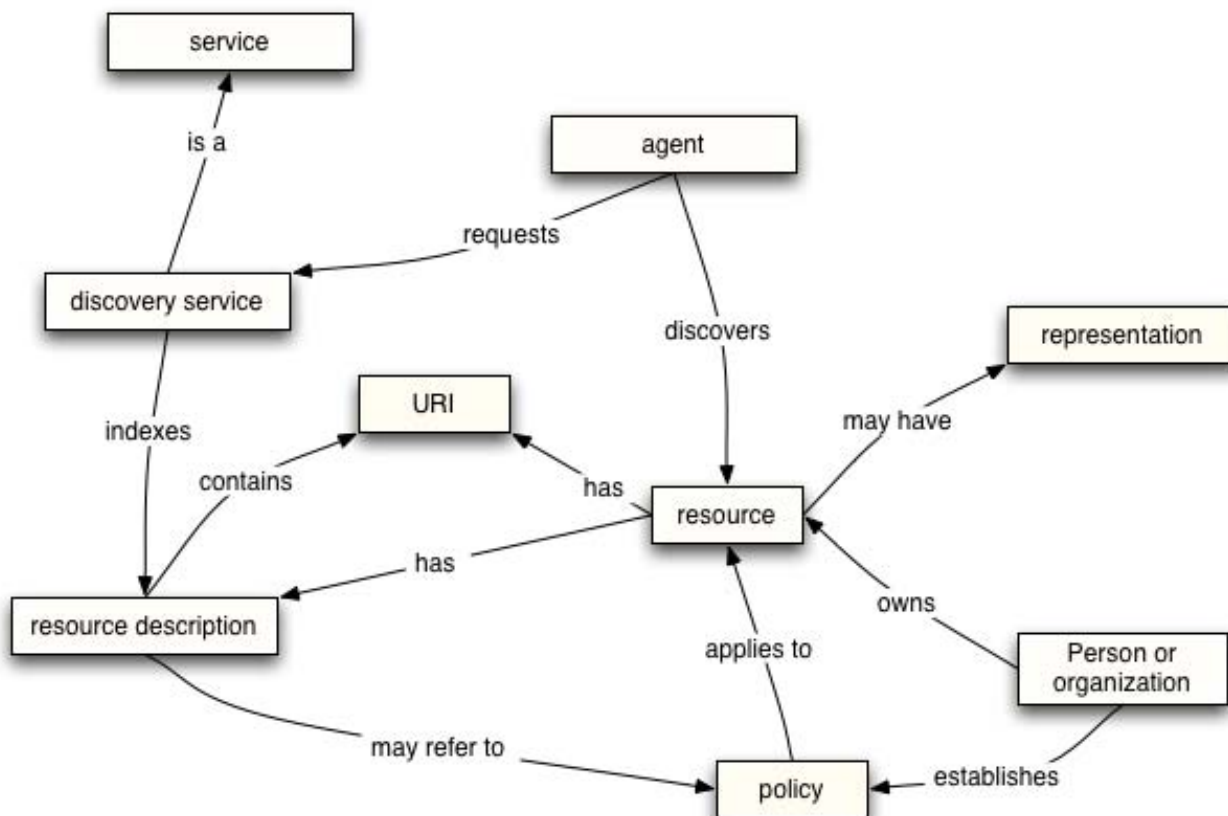 service
is a
agent
requests
discovery service
discovers
representation
URI
may have
indexes
contains
has
resource
has
owns
resource description
applies to
Person or
organization
may refer to
establishes
policy